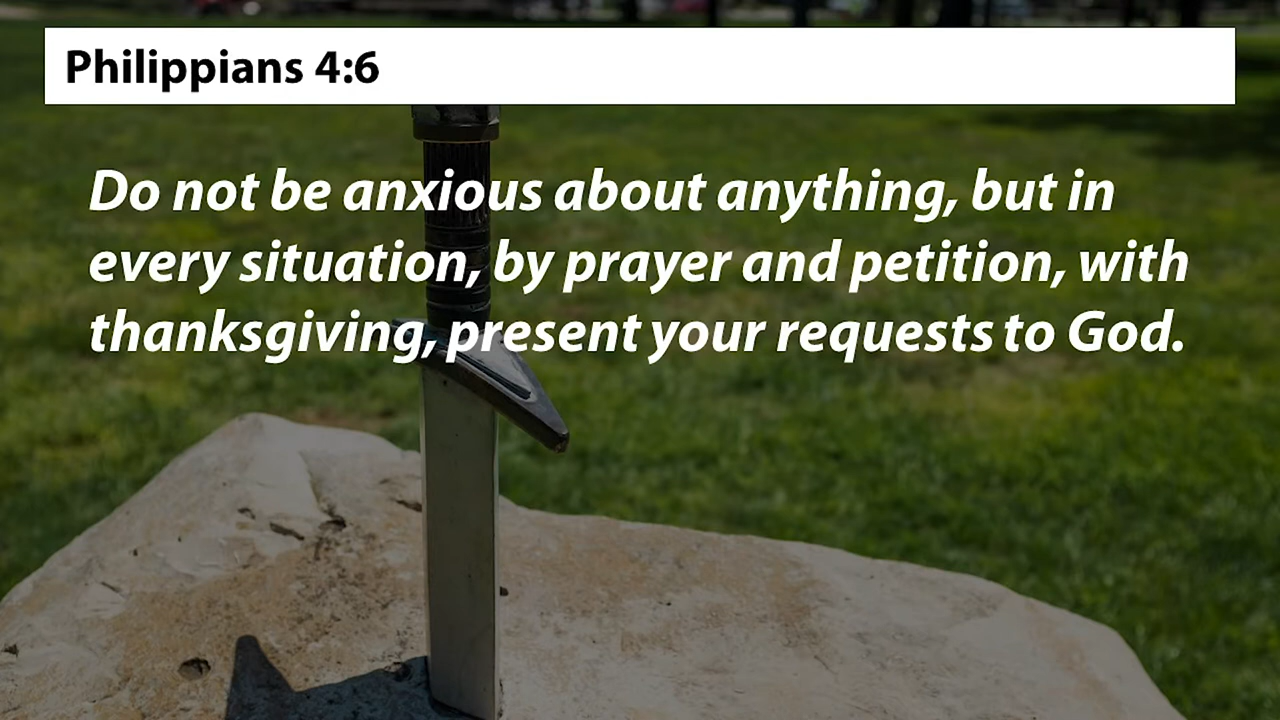 Philippians 4:6
Do not be anxious about anything, but in
every situation, by prayer and petition, with
thanksgiving, present your requests to God.